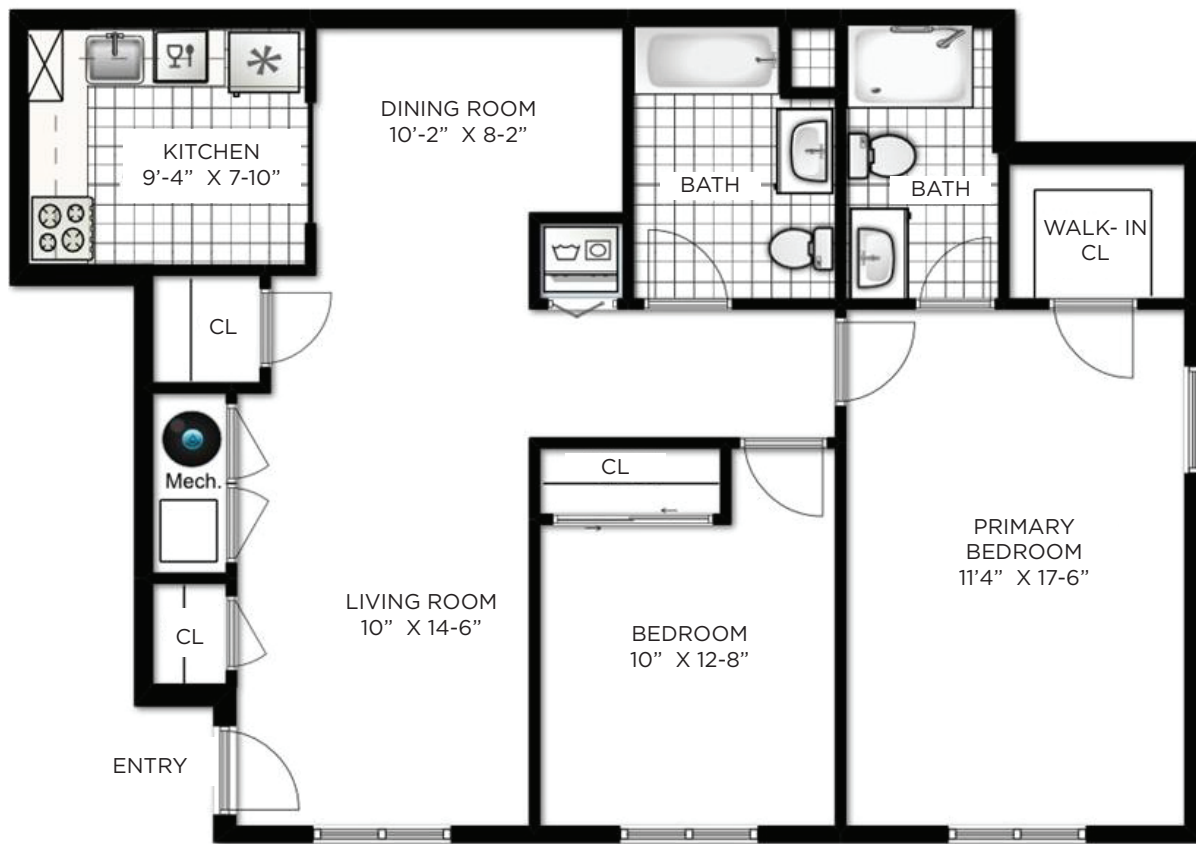 DINING ROOM
10’-2” X 8-2”
KITCHEN
9’-4” X 7-10”
BATH
BATH
WALK- IN
CL
CL
CL
Mech.
PRIMARY
BEDROOM
11’4” X 17-6”
LIVING ROOM
10” X 14-6”
BEDROOM
10” X 12-8”
CL
ENTRY